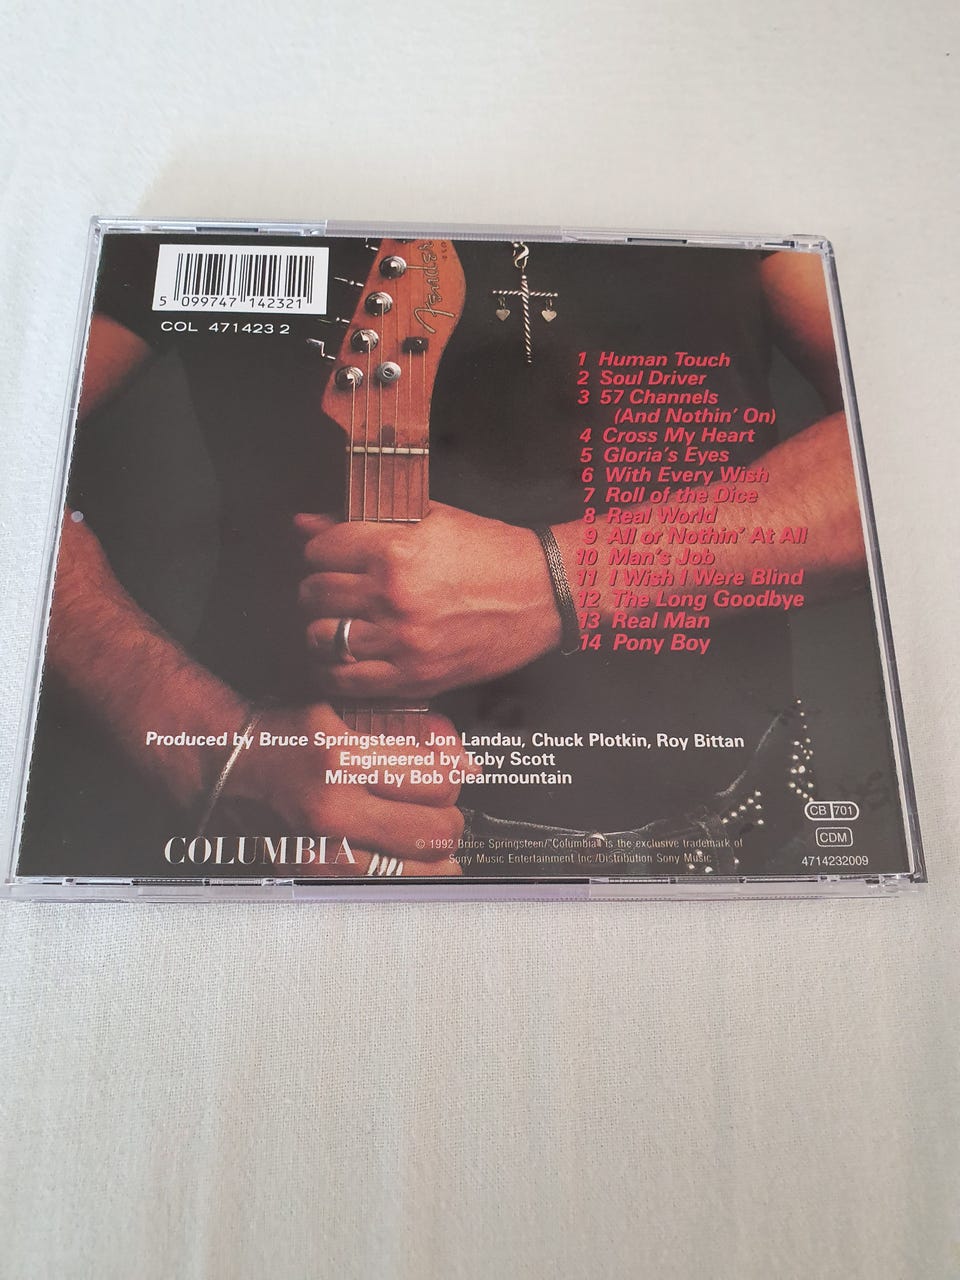 5 099747 142321
COL 471423 2
Fender
1 Human Touch
2 Soul Driver
3 57 Channels
(And Nothin' On)
4 Cross My Heart
5 Gloria's Eyes
6 With Every Wish
7 Roll of the Dice
8 Real World
9 All or Nothin' At All
10 Man's Job
11 I Wish I Were Blind
12 The Long Goodbye
13 Real Man
14 Pony Boy
Produced by Bruce Springsteen, Jon Landau, Chuck Plotkin, Roy Bittan
Engineered by Toby Scott
Mixed by Bob Clearmountain
COLUMBIA
© 1992 Bruce Springsteen/"Columbia" is the exclusive trademark of
Sony Music Entertainment Inc./Distribution Sony Music
CB 701
CDM
4714232009